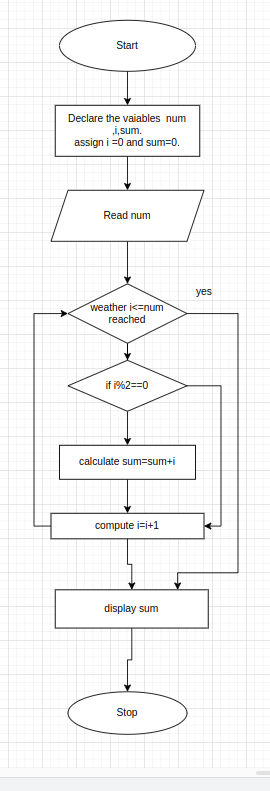 Start
Declare the vaiables num
,i,sum.
assign i =0 and sum=0.
Read num
yes
weather i<=num
reached
if i%2==0
calculate sum=sum+i
compute i=i+1
display sum
Stop